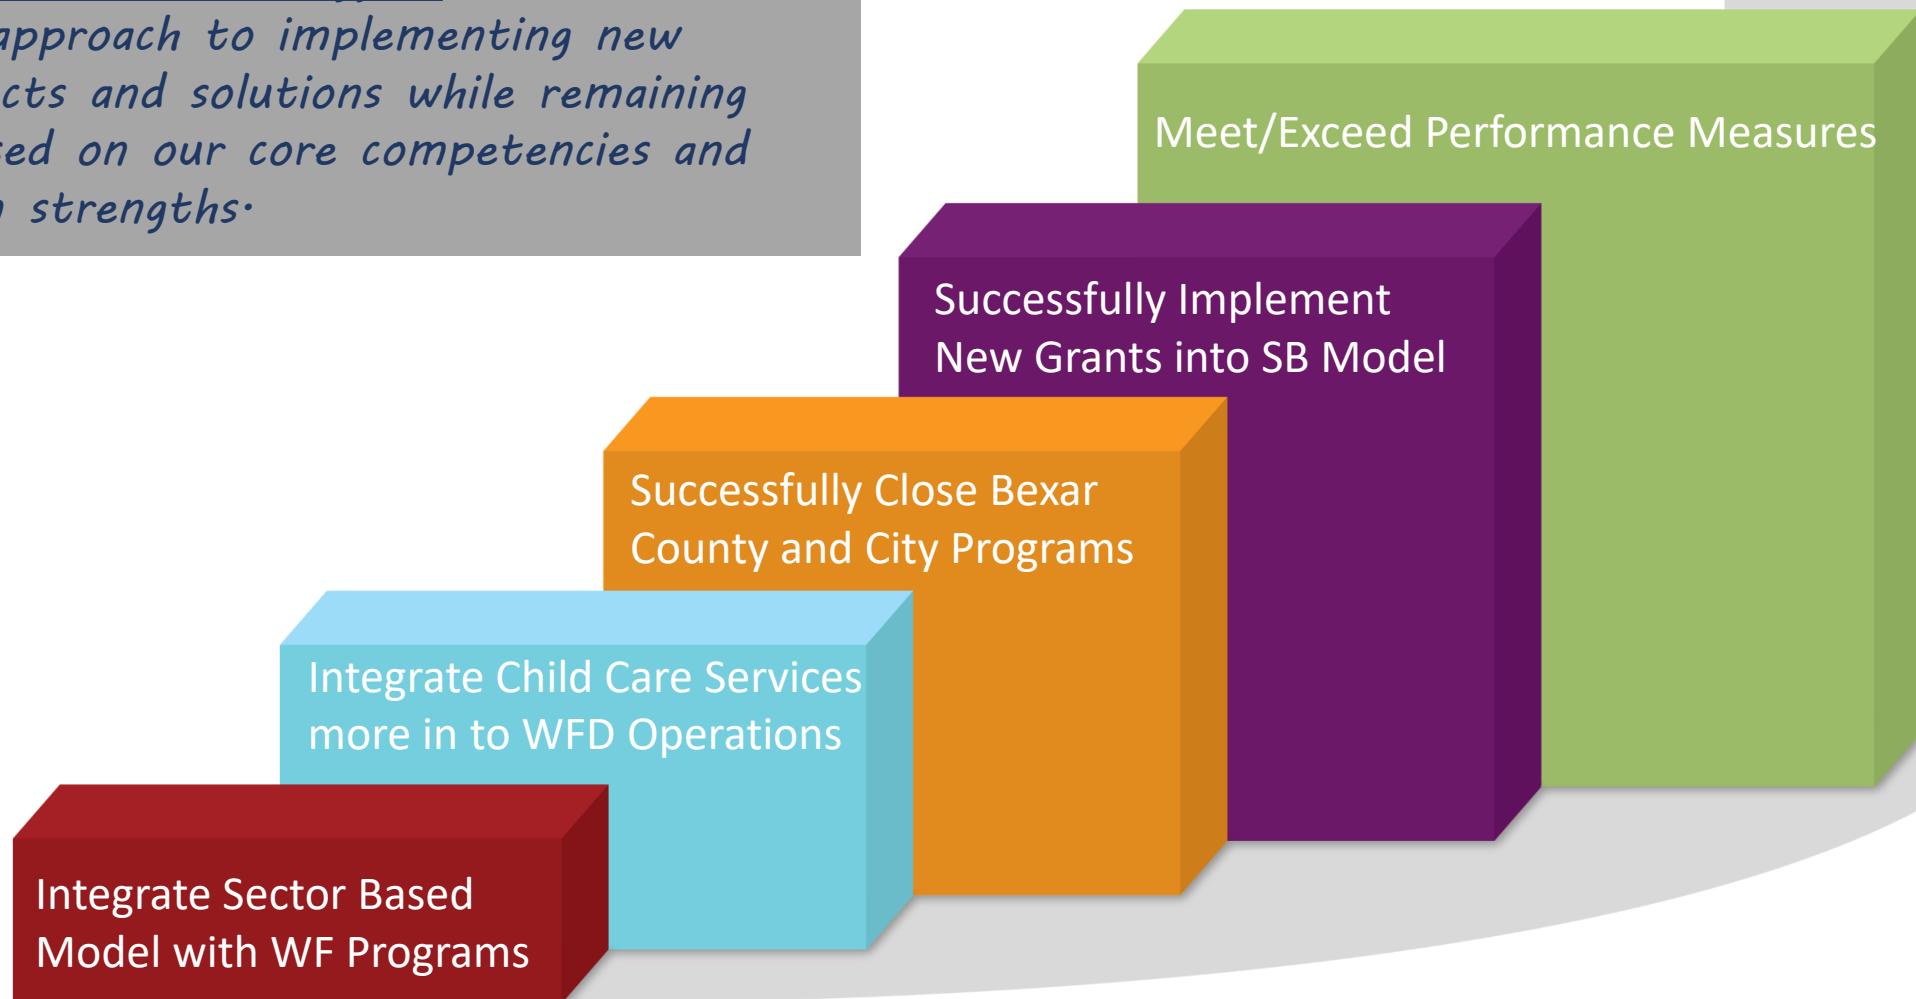 approach to implementing new
and solutions while remaining
on our core competencies and
strengths.
Meet/Exceed Performance Measures
Successfully Implement
New Grants into SB Model
Successfully Close Bexar
County and City Programs
Integrate Child Care Services
more in to WFD Operations
Integrate Sector Based
Model with WF Programs